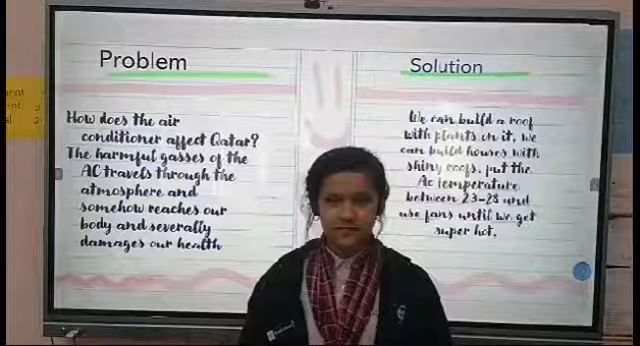 Problem
How does the air
conditioner affect Qatar?
The harmful gasses of the
AC travels through the
atmosphere and
somehow reaches our
body and severally
damages our health
Solution
We can build a roof
with plants on it, we
can build houses with
shiny roofs, put the
Ac temperature
between 23-28 and
use fans until we get
super hot.